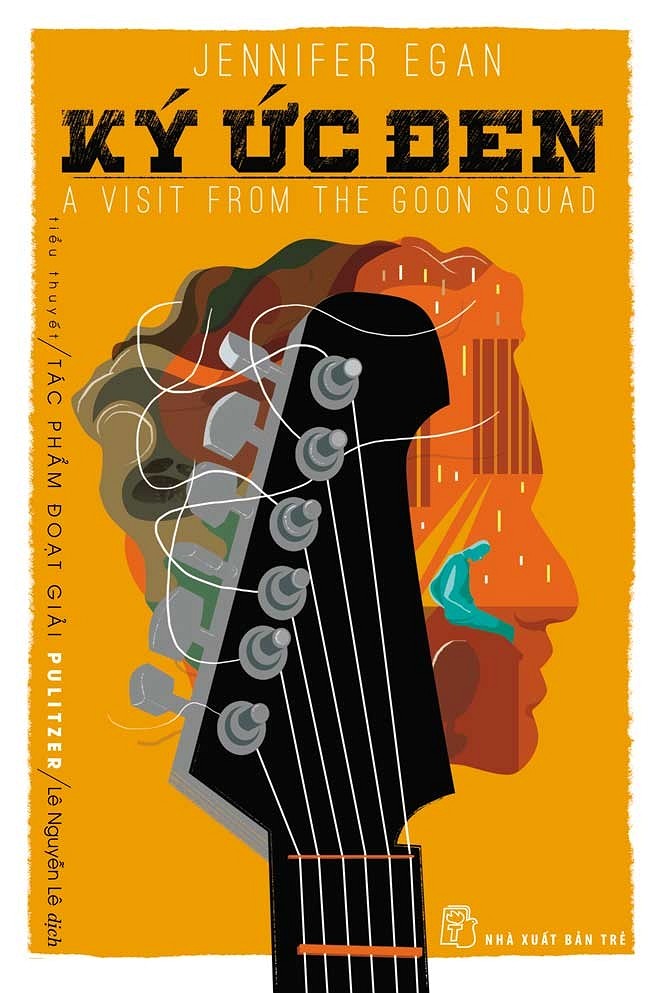 JENNIFER EGAN
KÝ ỨC ĐEN
A VISIT FROM THE GOON SQUAD
tiểu thuyết/TÁC PHẨM ĐOẠT GIẢI PULITZER/Lê Nguyễn Lê dịch
T
NHÀ XUẤT BẢN TRẺ